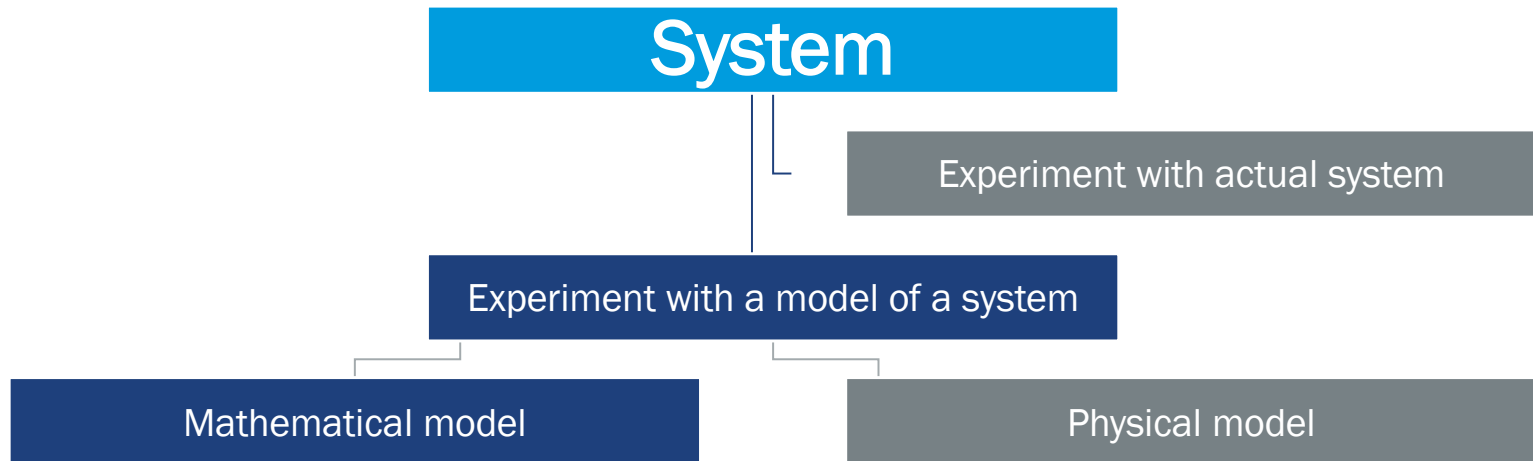 System
Experiment with actual system
Experiment with a model of a system
Mathematical model
Physical model